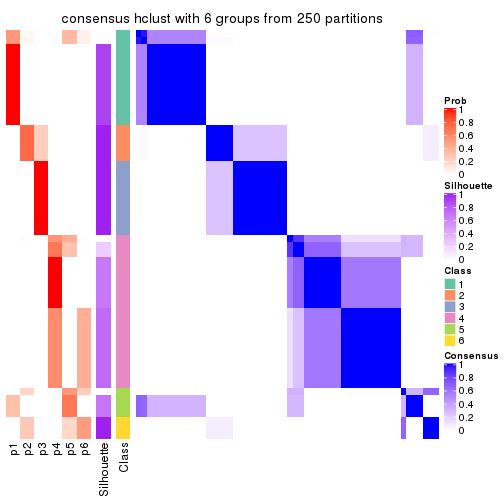 consensus hclust with 6 groups from 250 partitions
Prob
1
0.8
0.6
0.4
0.2
0
Silhouette
1
0.8
0.6
0.4
0.2
0
Class
1
2
3
4
5
6
Consensus
1
0.8
0.6
0.4
0.2
0
p1
p2
p3
p4
p5
p6
Silhouette
Class